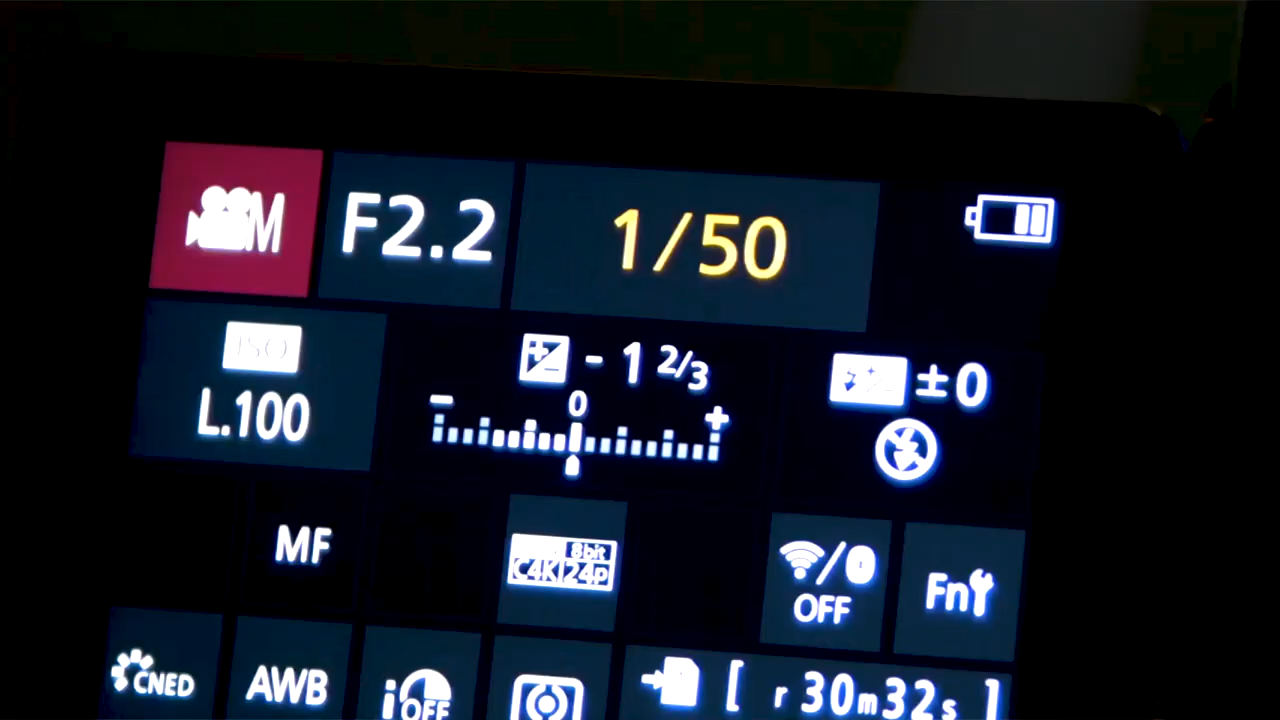 M F2.2 1/50
ISO - 1 2/3 ±0
L.100 - 0 +
MF 8bit
C4K 24p OFF Fn
CNED AWB i OFF [ r 30m32s ]